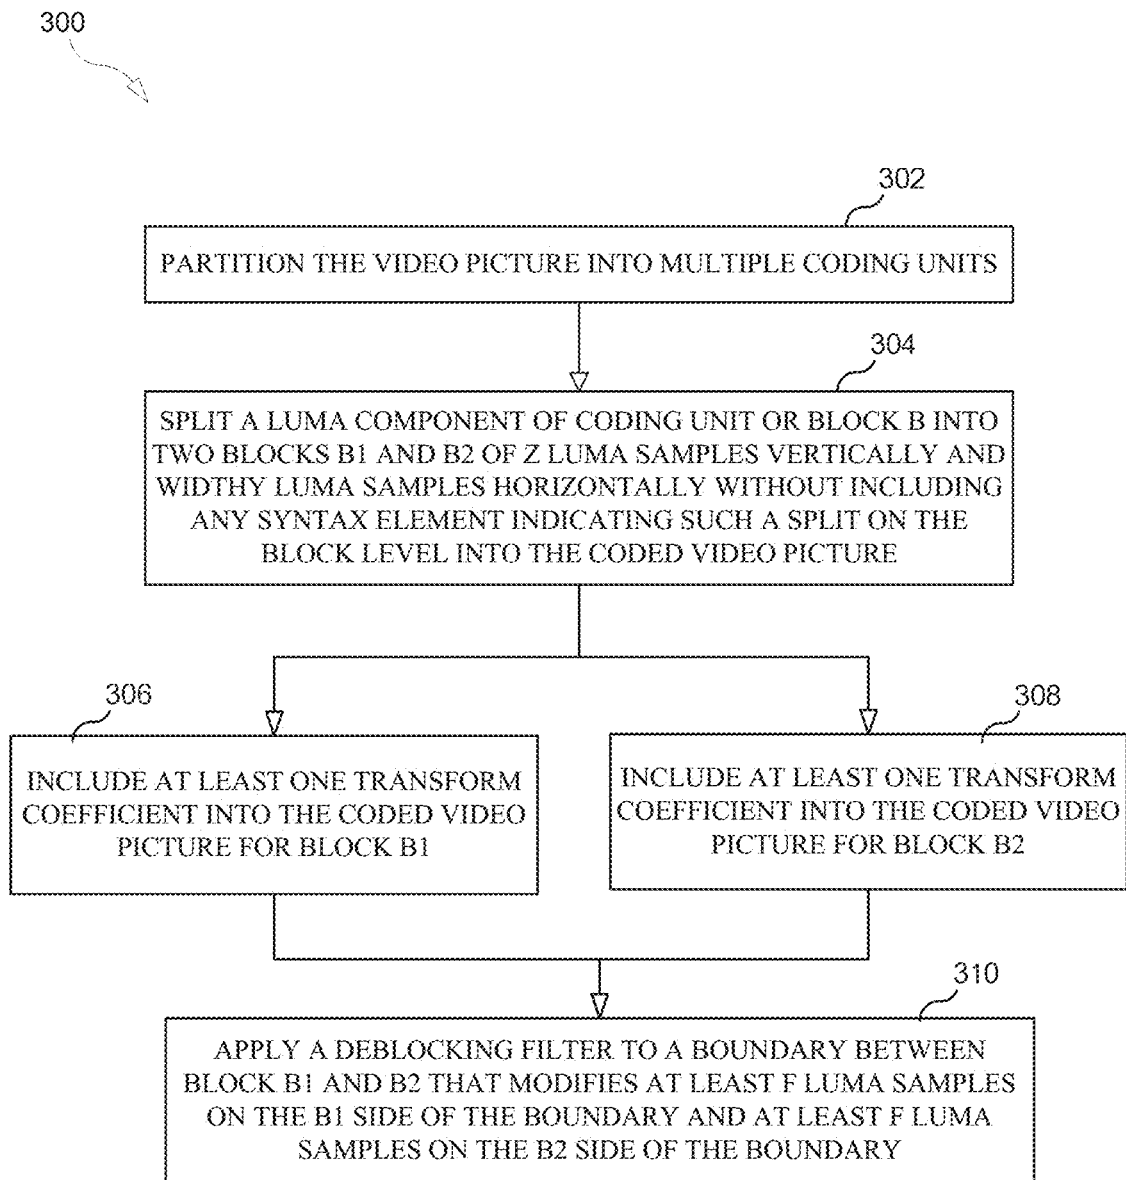 300
302
PARTITION THE VIDEO PICTURE INTO MULTIPLE CODING UNITS
304
SPLIT A LUMA COMPONENT OF CODING UNIT OR BLOCK B INTO
TWO BLOCKS B1 AND B2 OF Z LUMA SAMPLES VERTICALLY AND
WIDTHY LUMA SAMPLES HORIZONTALLY WITHOUT INCLUDING
ANY SYNTAX ELEMENT INDICATING SUCH A SPLIT ON THE
BLOCK LEVEL INTO THE CODED VIDEO PICTURE
306
INCLUDE AT LEAST ONE TRANSFORM
COEFFICIENT INTO THE CODED VIDEO
PICTURE FOR BLOCK B1
308
INCLUDE AT LEAST ONE TRANSFORM
COEFFICIENT INTO THE CODED VIDEO
PICTURE FOR BLOCK B2
310
APPLY A DEBLOCKING FILTER TO A BOUNDARY BETWEEN
BLOCK B1 AND B2 THAT MODIFIES AT LEAST F LUMA SAMPLES
ON THE B1 SIDE OF THE BOUNDARY AND AT LEAST F LUMA
SAMPLES ON THE B2 SIDE OF THE BOUNDARY